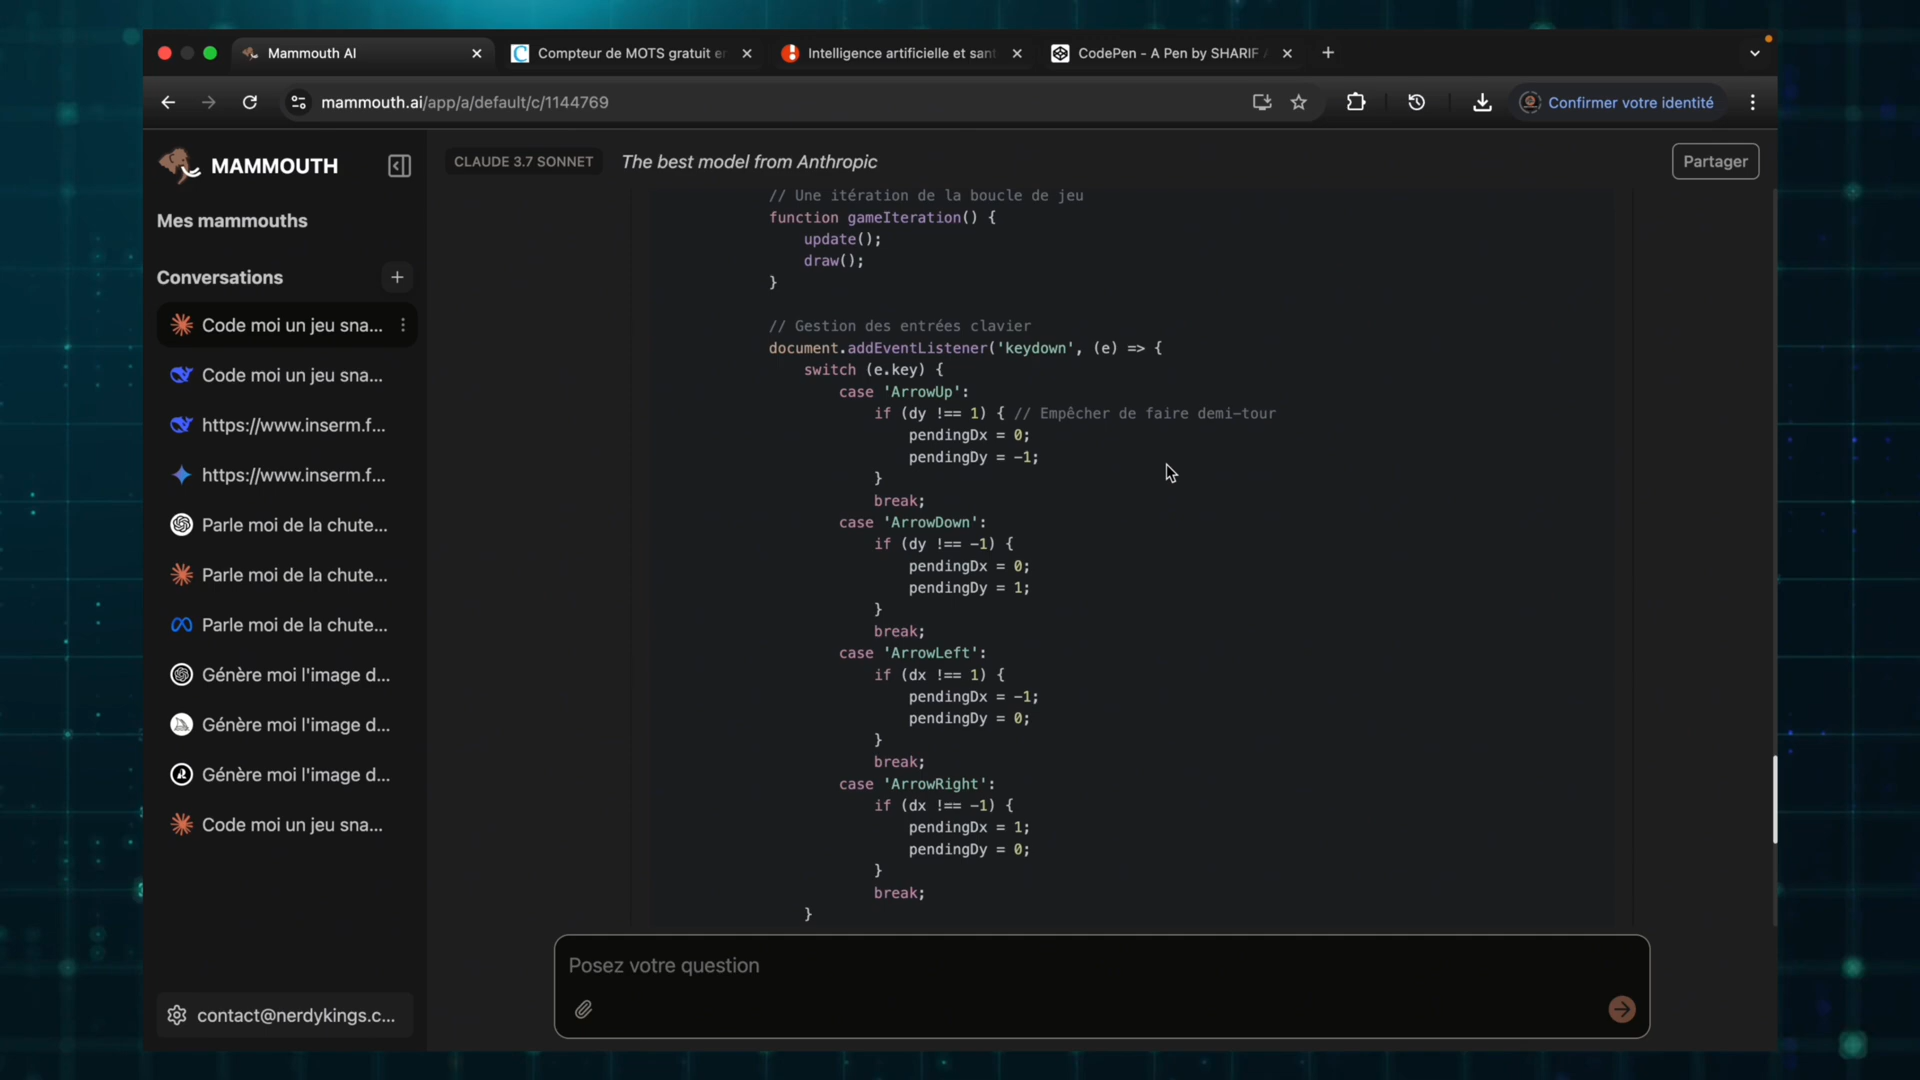 Mammouth AI
Compteur de MOTS gratuit e
Intelligence artificielle et sant
CodePen - A Pen by SHARIF
mammouth.ai/app/a/default/c/1144769
Confirmer votre identité
MAMMOUTH
CLAUDE 3.7 SONNET
The best model from Anthropic
Partager
Mes mammouths
Conversations
Code moi un jeu sna...
Code moi un jeu sna...
https://www.inserm.f...
https://www.inserm.f...
Parle moi de la chute...
Parle moi de la chute...
Parle moi de la chute...
Génère moi l'image d...
Génère moi l'image d...
Génère moi l'image d...
Code moi un jeu sna...
contact@nerdykings.c...
// Une itération de la boucle de jeu
function gameIteration() {
update();
draw();
}
// Gestion des entrées clavier
document.addEventListener('keydown', (e) => {
switch (e.key) {
case 'ArrowUp':
if (dy !== 1) { // Empêcher de faire demi-tour
pendingDx = 0;
pendingDy = -1;
}
break;
case 'ArrowDown':
if (dy !== -1) {
pendingDx = 0;
pendingDy = 1;
}
break;
case 'ArrowLeft':
if (dx !== 1) {
pendingDx = -1;
pendingDy = 0;
}
break;
case 'ArrowRight':
if (dx !== -1) {
pendingDx = 1;
pendingDy = 0;
}
break;
}
Posez votre question